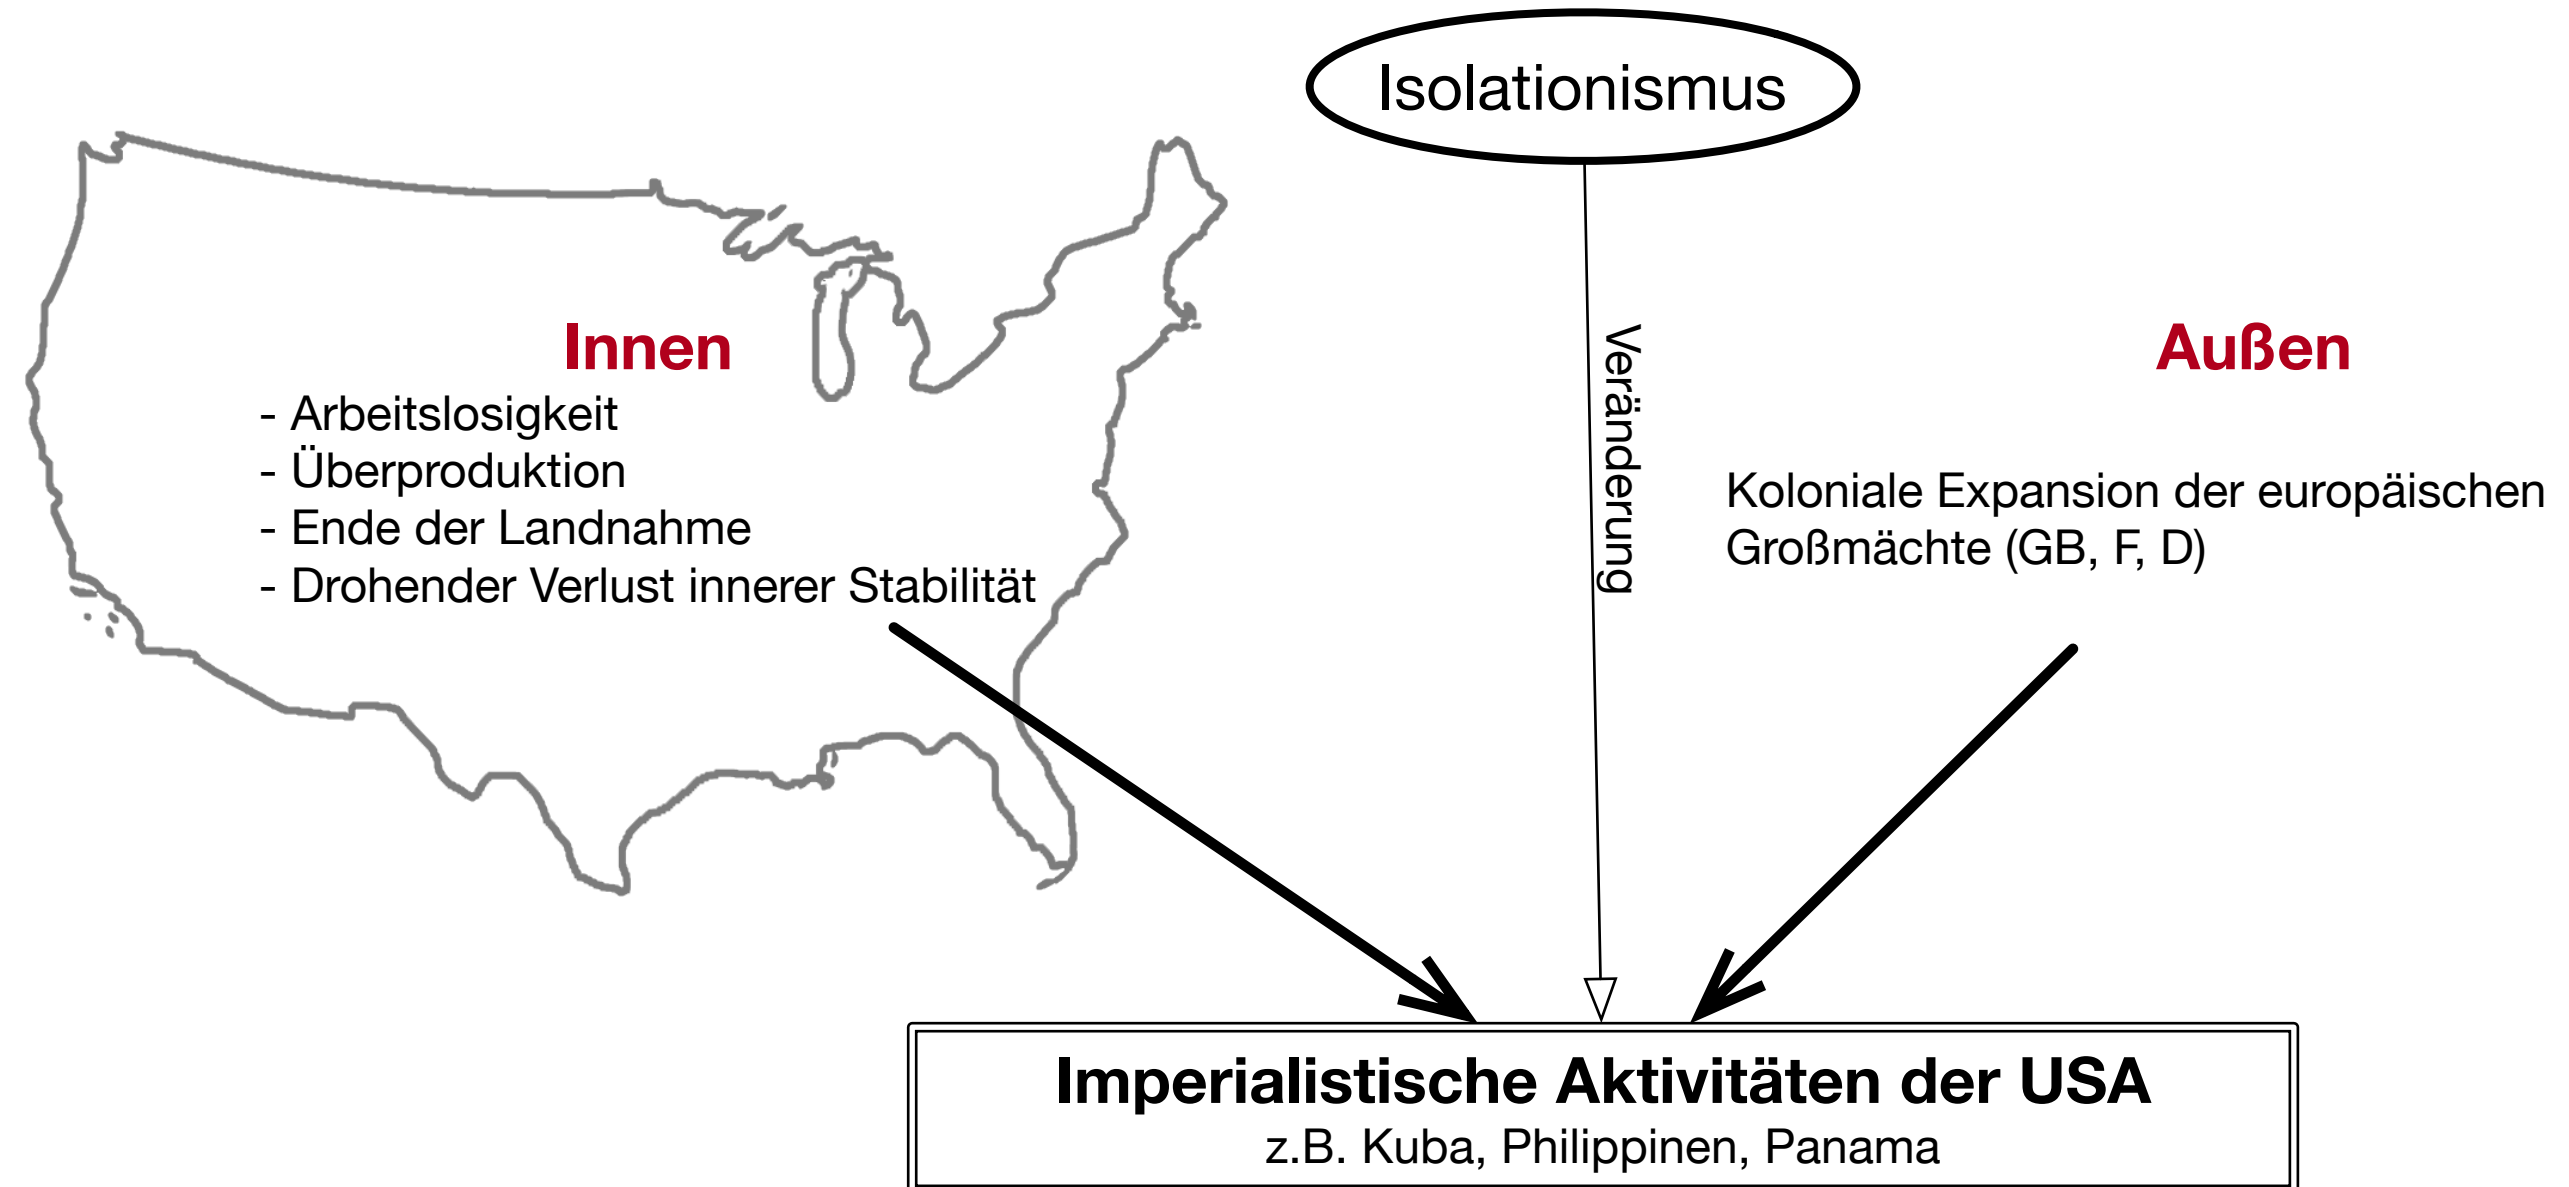 Isolationismus
Innen
- Arbeitslosigkeit
- Überproduktion
- Ende der Landnahme
- Drohender Verlust innerer Stabilität
Veränderung
Außen
Koloniale Expansion der europäischen
Großmächte (GB, F, D)
Imperialistische Aktivitäten der USA
z.B. Kuba, Philippinen, Panama